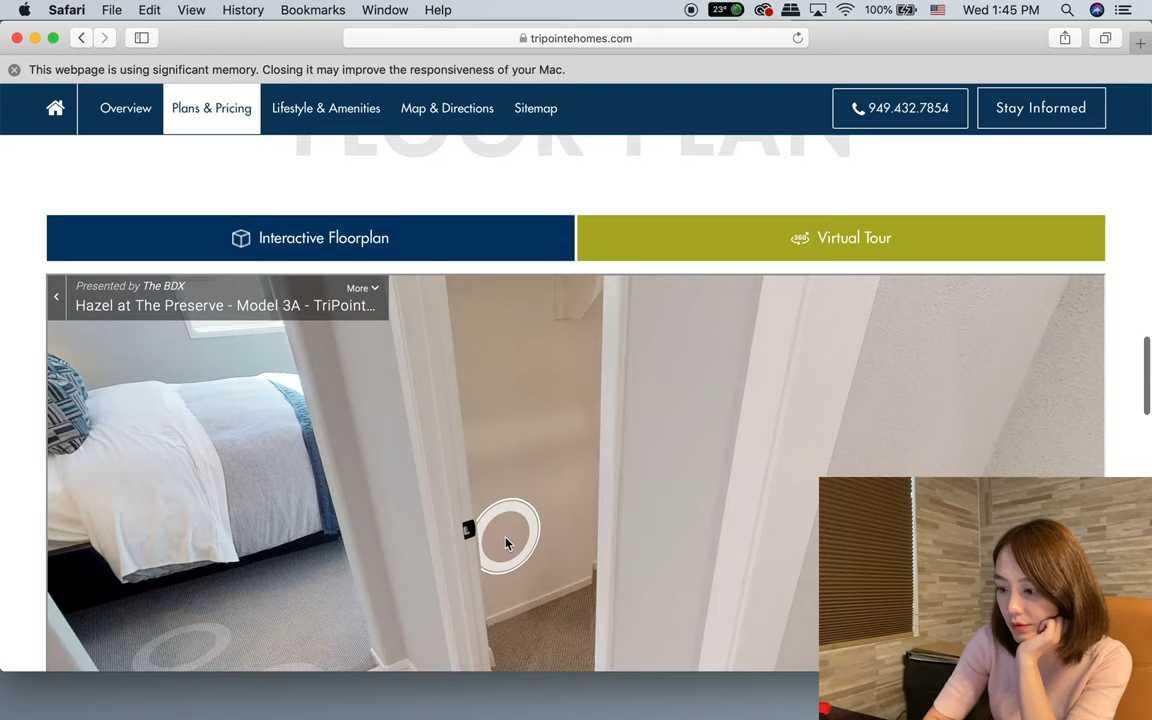 Safari File Edit View History Bookmarks Window Help 23° 100% Wed 1:45 PM
tripointehomes.com
This webpage is using significant memory. Closing it may improve the responsiveness of your Mac.
Overview Plans & Pricing Lifestyle & Amenities Map & Directions Sitemap 949.432.7854 Stay Informed
FLOOR PLAN
Interactive Floorplan 360 Virtual Tour
Presented by The BDX More
Hazel at The Preserve - Model 3A - TriPoint...